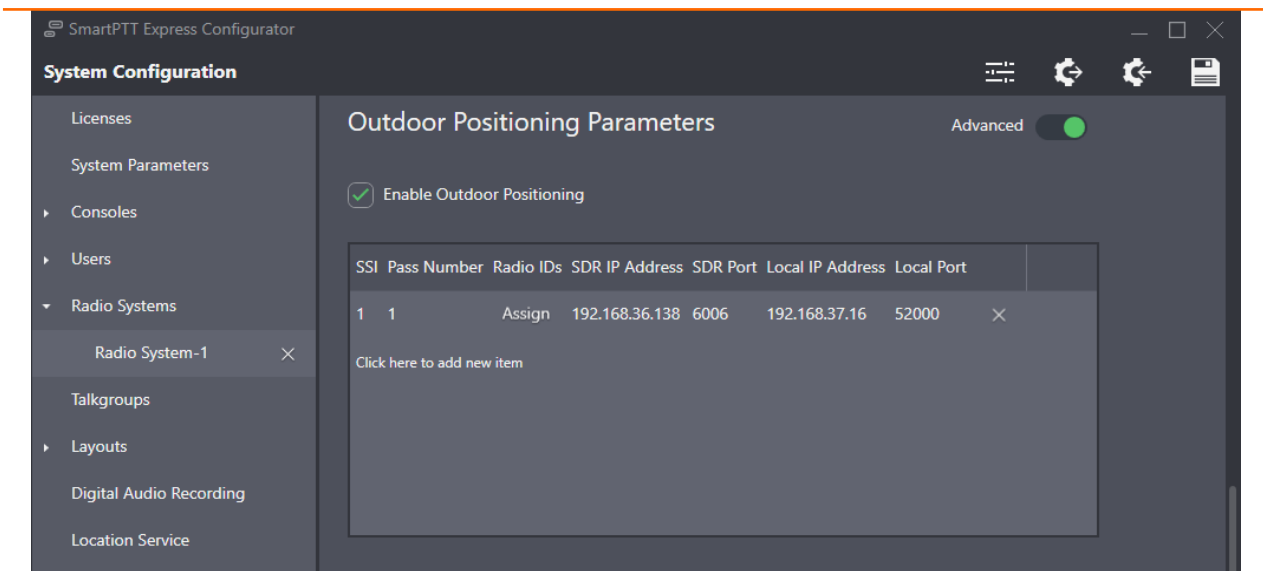 SmartPTT Express Configurator
System Configuration
Licenses
System Parameters
Consoles
Users
Radio Systems
Radio System-1
Talkgroups
Layouts
Digital Audio Recording
Location Service
Outdoor Positioning Parameters
Advanced
Enable Outdoor Positioning
SSI Pass Number Radio IDs SDR IP Address SDR Port Local IP Address Local Port
1 1 Assign 192.168.36.138 6006 192.168.37.16 52000
Click here to add new item